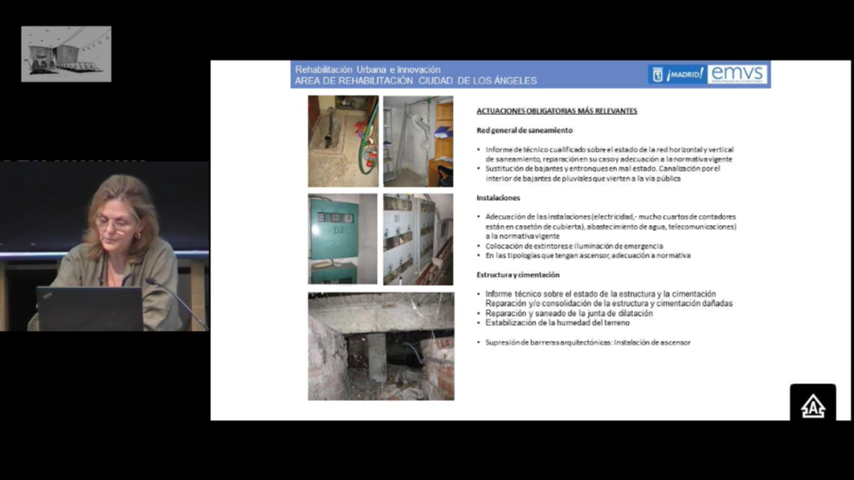 Rehabilitación Urbana e Innovación
AREA DE REHABILITACIÓN CIUDAD DE LOS ÁNGELES
¡MADRID!
emvs
ACTUACIONES OBLIGATORIAS MÁS RELEVANTES
Red general de saneamiento
• Informe de técnico cualificado sobre el estado de la red horizontal y vertical
de saneamiento, reparación en su caso y adecuación a la normativa vigente
• Sustitución de bajantes y entronques en mal estado. Canalización por el
interior de bajantes de pluviales que vierten a la vía pública
Instalaciones
• Adecuación de las instalaciones (electricidad,- mucho cuartos de contadores
están en casetón de cubierta), abastecimiento de agua, telecomunicaciones)
a la normativa vigente
• Colocación de extintores e iluminación de emergencia
• En las tipologías que tengan ascensor, adecuación a normativa
Estructura y cimentación
• Informe técnico sobre el estado de la estructura y la cimentación
Reparación y/o consolidación de la estructura y cimentación dañadas
• Reparación y saneado de la junta de dilatación
• Estabilización de la humedad del terreno
• Supresión de barreras arquitectónicas: Instalación de ascensor
A